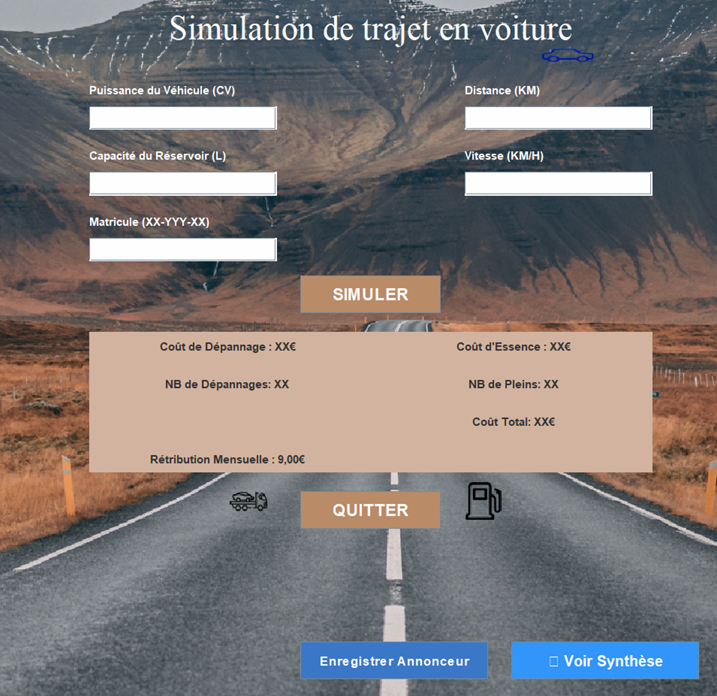 Simulation de trajet en voiture
Puissance du Véhicule (CV)
Distance (KM)
Capacité du Réservoir (L)
Vitesse (KM/H)
Matricule (XX-YYY-XX)
SIMULER
Coût de Dépannage : XX€
Coût d'Essence : XX€
NB de Dépannages: XX
NB de Pleins: XX
Coût Total: XX€
Rétribution Mensuelle : 9,00€
QUITTER
Enregistrer Annonceur
Voir Synthèse